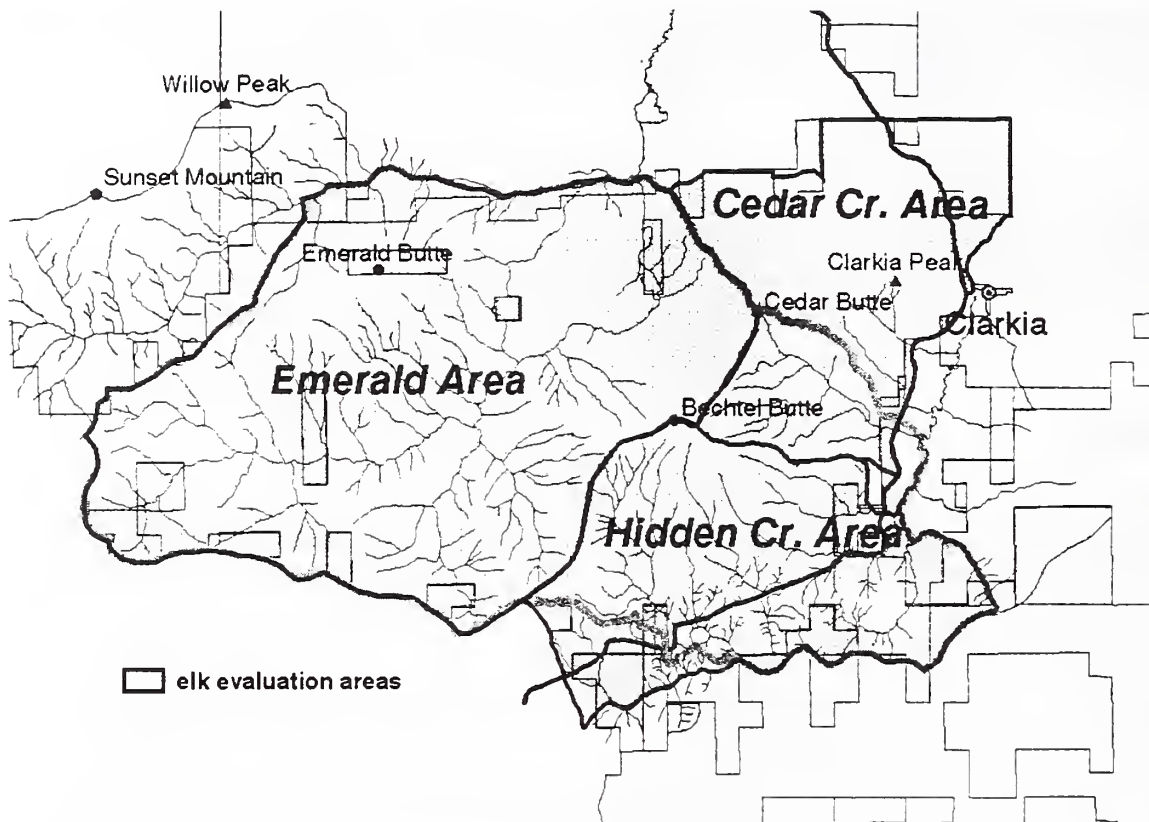 Willow Peak
Sunset Mountain
Cedar Cr. Area
Emerald Butte
Clarkia Peak
Cedar Butte
Clarkia
Emerald Area
Bechtel Butte
Hidden Cr. Area
elk evaluation areas